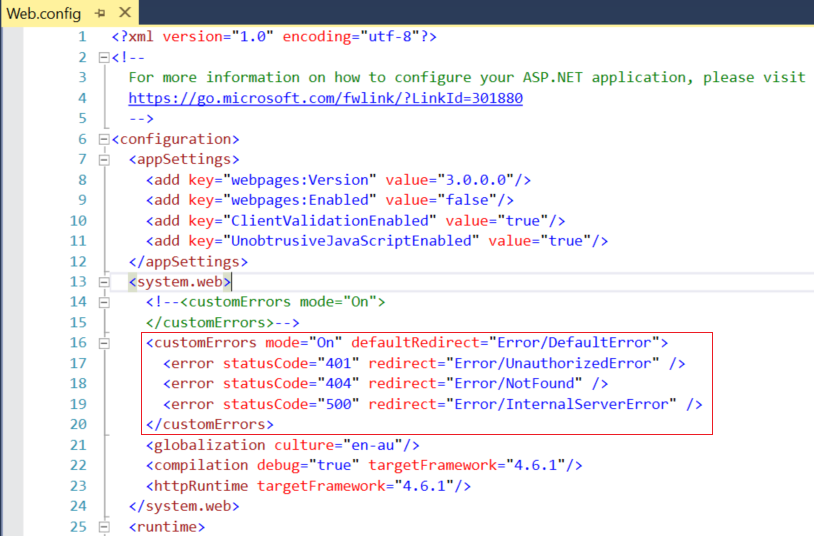 Web.config
1 <?xml version="1.0" encoding="utf-8"?>
2 <!--
3 For more information on how to configure your ASP.NET application, please visit
4 https://go.microsoft.com/fwlink/?LinkId=301880
5 -->
6 <configuration>
7 <appSettings>
8 <add key="webpages:Version" value="3.0.0.0"/>
9 <add key="webpages:Enabled" value="false"/>
10 <add key="ClientValidationEnabled" value="true"/>
11 <add key="UnobtrusiveJavaScriptEnabled" value="true"/>
12 </appSettings>
13 <system.web>
14 <!--<customErrors mode="On">
15 </customErrors>-->
16 <customErrors mode="On" defaultRedirect="Error/DefaultError">
17 <error statusCode="401" redirect="Error/UnauthorizedError" />
18 <error statusCode="404" redirect="Error/NotFound" />
19 <error statusCode="500" redirect="Error/InternalServerError" />
20 </customErrors>
21 <globalization culture="en-au"/>
22 <compilation debug="true" targetFramework="4.6.1"/>
23 <httpRuntime targetFramework="4.6.1"/>
24 </system.web>
25 <runtime>